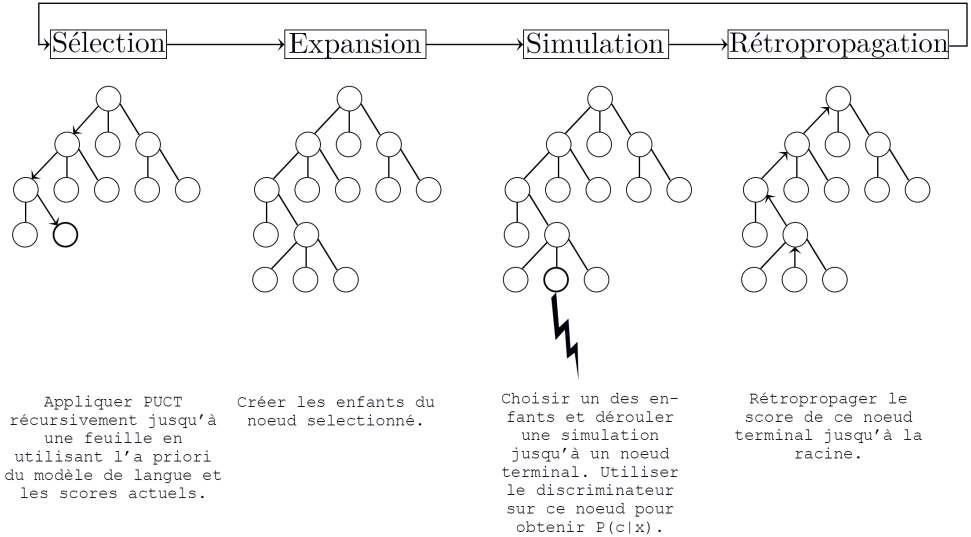 Sélection
Expansion
Simulation
Rétropropagation
Appliquer PUCT
récursivement jusqu'à
une feuille en
utilisant l'a priori
du modèle de langue et
les scores actuels.
Créer les enfants du
noeud selectionné.
Choisir un des en-
fants et dérouler
une simulation
jusqu'à un noeud
terminal. Utiliser
le discriminateur
sur ce noeud pour
obtenir P(c|x).
Rétropropager le
score de ce noeud
terminal jusqu'à la
racine.